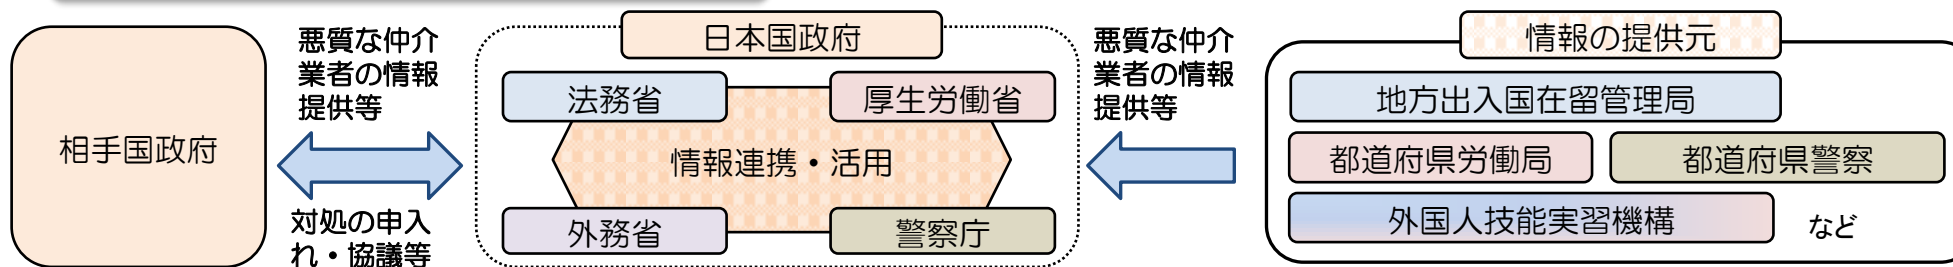 相手国政府
悪質な仲介
業者の情報
提供等
対処の申入
れ・協議等
日本国政府
法務省
厚生労働省
情報連携・活用
外務省
警察庁
悪質な仲介
業者の情報
提供等
情報の提供元
地方出入国在留管理局
都道府県労働局
都道府県警察
外国人技能実習機構
など